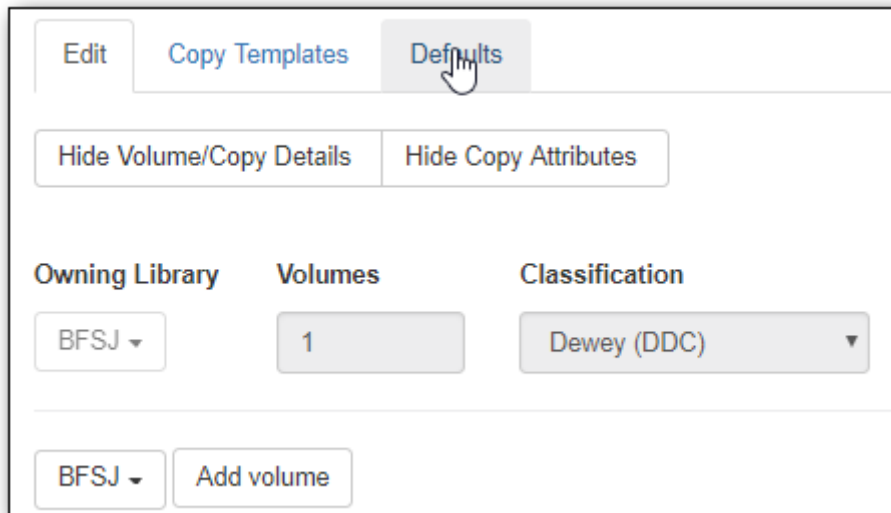 Edit Copy Templates Defaults
Hide Volume/Copy Details Hide Copy Attributes
Owning Library Volumes Classification
BFSJ 1 Dewey (DDC)
BFSJ Add volume